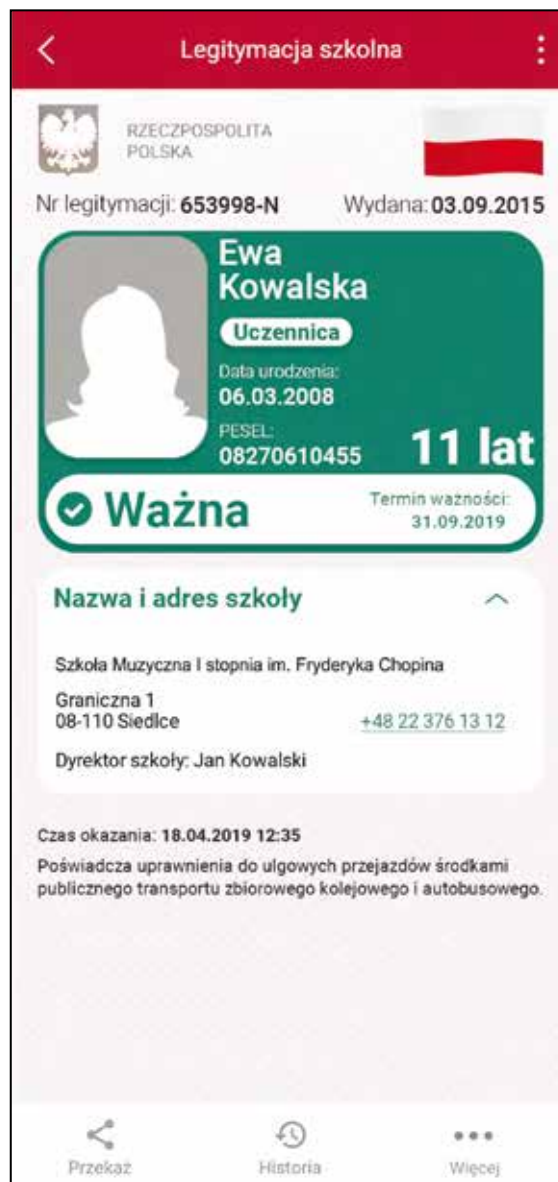 Legitymacja szkolna
RZECZPOSPOLITA
POLSKA
Nr legitymacji: 653998-N Wydana: 03.09.2015
Ewa
Kowalska
Uczennica
Data urodzenia:
06.03.2008
PESEL:
08270610455
11 lat
Ważna
Termin ważności:
31.09.2019
Nazwa i adres szkoły
Szkoła Muzyczna I stopnia im. Fryderyka Chopina
Graniczna 1
08-110 Siedlce
+48 22 376 13 12
Dyrektor szkoły: Jan Kowalski
Czas okazania: 18.04.2019 12:35
Poświadcza uprawnienia do ulgowych przejazdów środkami
publicznego transportu zbiorowego kolejowego i autobusowego.
Przekaż Historia Więcej